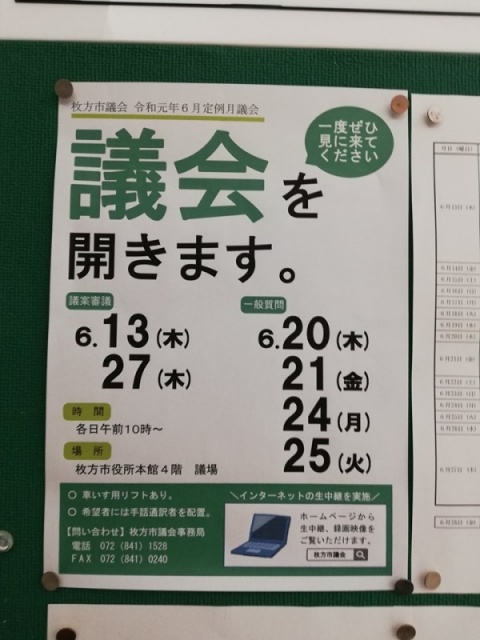 枚方市議会 令和元年6月定例月議会
一度ぜひ
見に来て
ください
議会を
開きます。
議案審議
6.13(木)
27(木)
一般質問
6.20(木)
21(金)
24(月)
25(火)
時間
各日午前10時～
場所
枚方市役所本館4階 議場
○ 車いす用リフトあり。
○ 希望者には手話通訳者を配置。
【問い合わせ】枚方市議会事務局
電話 072(841)1528
FAX 072(841)0240
＼インターネットの生中継を実施／
ホームページから
生中継、録画映像を
ご覧いただけます。
枚方市議会